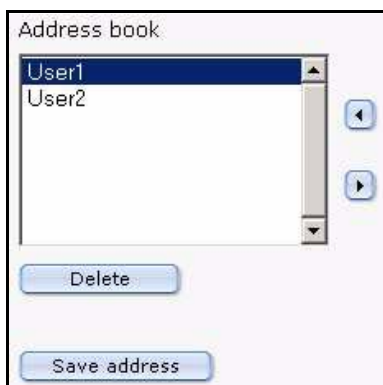 Address book
User1
User2
Delete
Save address